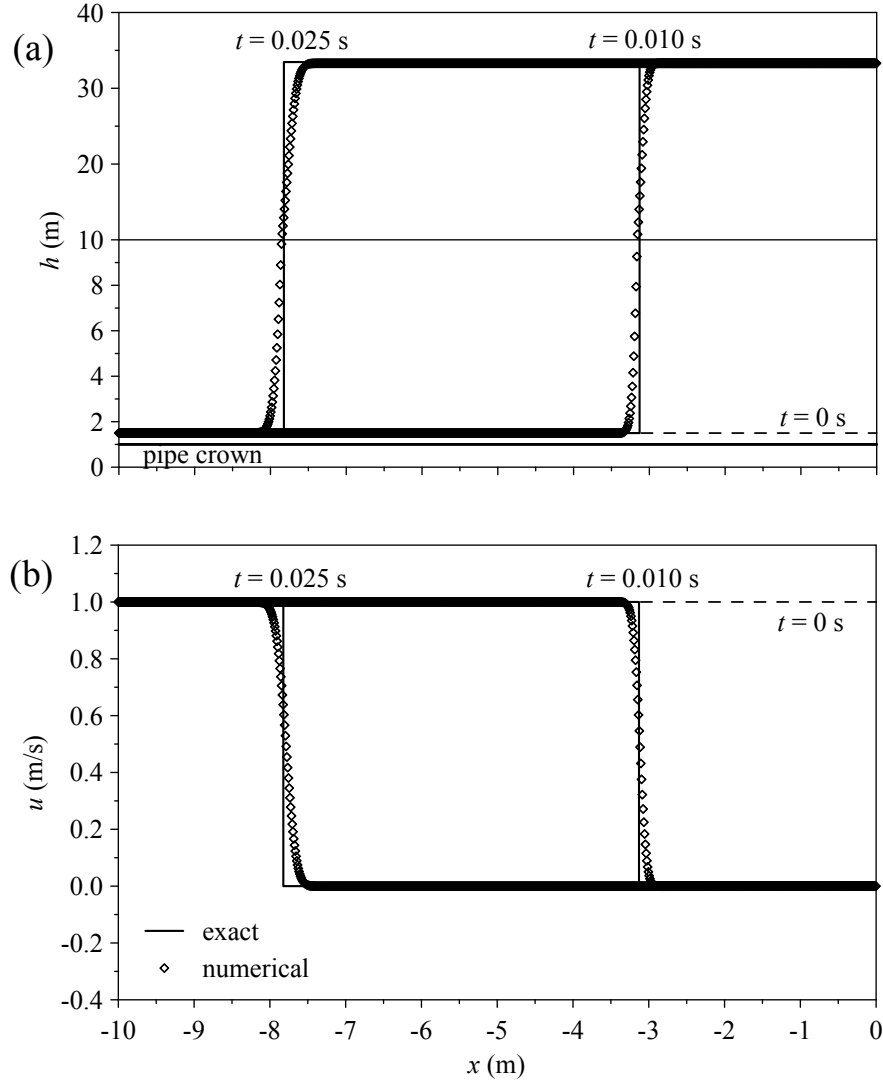 (a)
40
t = 0.025 s
t = 0.010 s
30
20
h (m)
10
8
6
4
2
t = 0 s
pipe crown
0
(b)
1.2
t = 0.025 s
t = 0.010 s
1.0
t = 0 s
0.8
0.6
u (m/s)
0.4
0.2
0.0
exact
-0.2
numerical
-0.4
-10 -9 -8 -7 -6 -5 -4 -3 -2 -1 0
x (m)